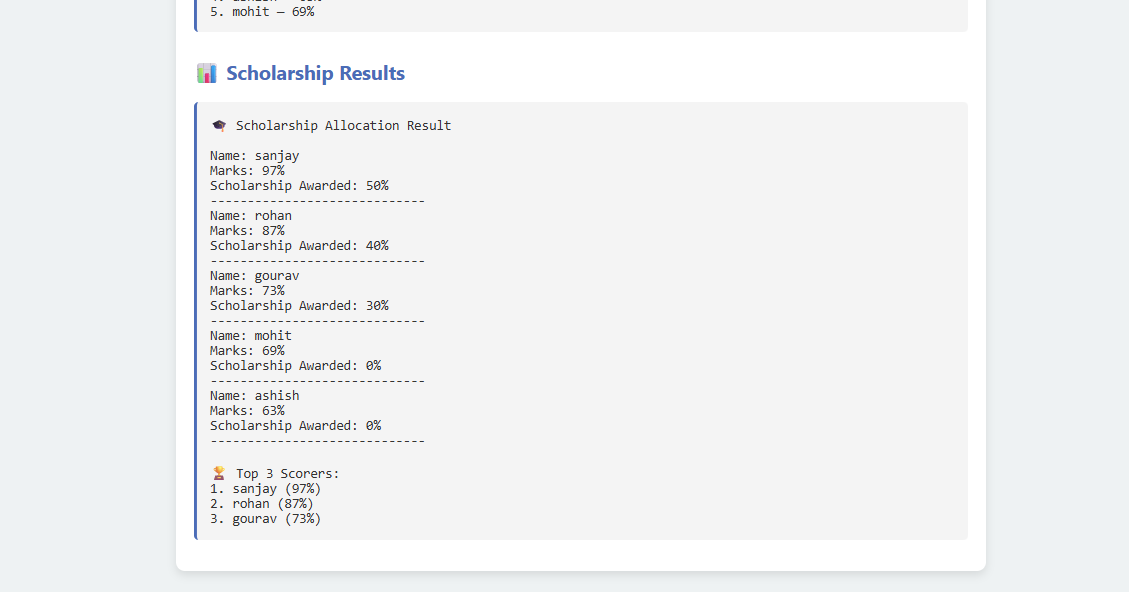 5. mohit — 69%
Scholarship Results
Scholarship Allocation Result
Name: sanjay
Marks: 97%
Scholarship Awarded: 50%
-----------------------------
Name: rohan
Marks: 87%
Scholarship Awarded: 40%
-----------------------------
Name: gourav
Marks: 73%
Scholarship Awarded: 30%
-----------------------------
Name: mohit
Marks: 69%
Scholarship Awarded: 0%
-----------------------------
Name: ashish
Marks: 63%
Scholarship Awarded: 0%
-----------------------------
Top 3 Scorers:
1. sanjay (97%)
2. rohan (87%)
3. gourav (73%)